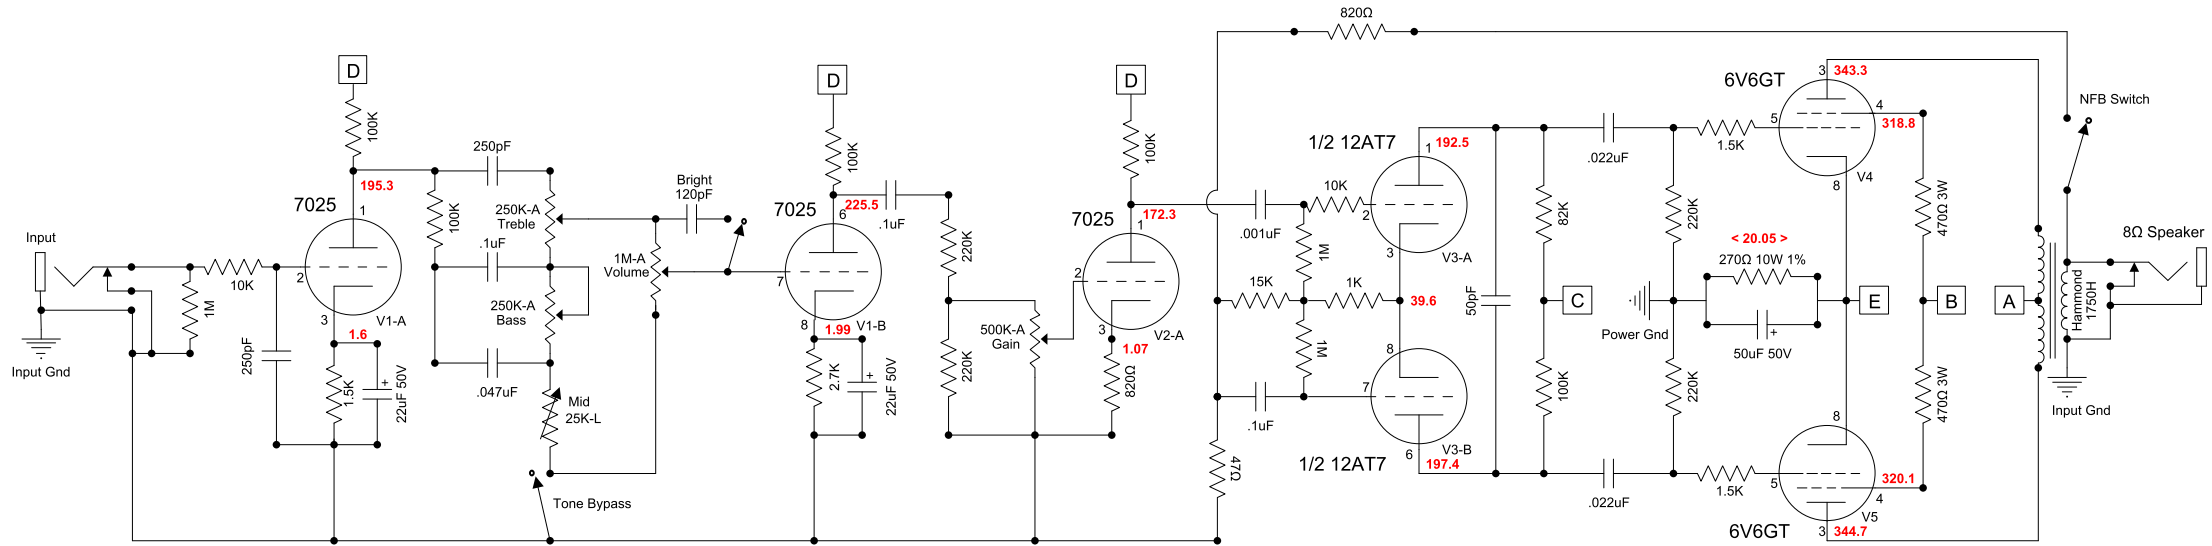 Input
Input Gnd
1M
10K
250pF
D
100K
195.3
7025
1
2
3
V1-A
1.6
1.5K
+
22uF 50V
100K
250pF
250K-A
Treble
.1uF
250K-A
Bass
.047uF
Mid
25K-L
Tone Bypass
Bright
120pF
1M-A
Volume
D
100K
225.5
6
7025
7
8
1.99
V1-B
2.7K
+
22uF 50V
.1uF
220K
220K
500K-A
Gain
D
100K
172.3
7025
1
2
3
V2-A
1.07
820Ω
820Ω
.001uF
10K
1M
15K
1K
1M
.1uF
47Ω
1/2 12AT7
1
192.5
2
3
V3-A
39.6
8
7
6
V3-B
197.4
1/2 12AT7
50pF
82K
C
100K
.022uF
.022uF
220K
220K
Power Gnd
1.5K
1.5K
< 20.05 >
270Ω 10W 1%
+
50uF 50V
6V6GT
3
343.3
4
318.8
5
V4
8
E
8
5
4
320.1
V5
3
344.7
6V6GT
470Ω 3W
B
470Ω 3W
A
Hammond
1750H
NFB Switch
8Ω Speaker
Input Gnd